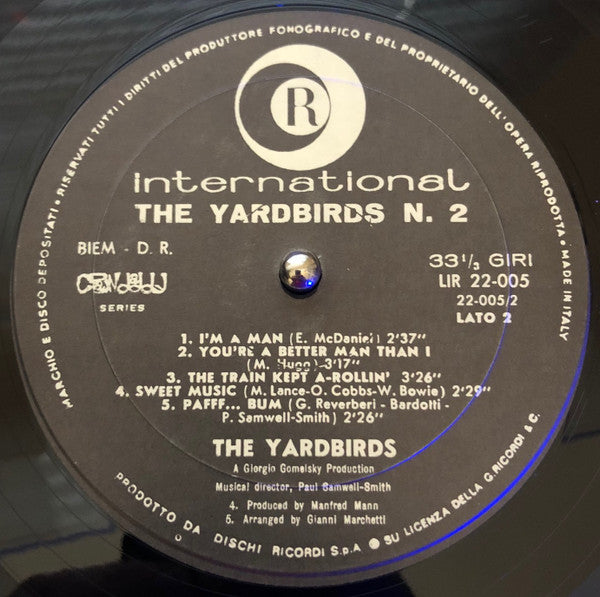 MARCHIO E DISCO DEPOSITATI • RISERVATI TUTTI I DIRITTI DEL PRODUTTORE FONOGRAFICO E DEL PROPRIETARIO DELL'OPERA RIPRODOTTA • MADE IN ITALY
R
international
THE YARDBIRDS N. 2
BIEM - D. R.
33 1/3 GIRI
LIR 22-005
SERIES
22-005/2
LATO 2
1. I'M A MAN (E. McDaniel) 2'37"
2. YOU'RE A BETTER MAN THAN I
(M. Hugg) 3'17"
3. THE TRAIN KEPT A-ROLLIN' 3'26"
4. SWEET MUSIC (M. Lance-O. Cobbs-W. Bowie) 2'29"
5. PAFFF... BUM (G. Reverberi - Bardotti -
P. Samwell-Smith) 2'26"
THE YARDBIRDS
A Giorgio Gomelsky Production
Musical director, Paul Samwell-Smith
4. Produced by Manfred Mann
5. Arranged by Gianni Marchetti
PRODOTTO DA DISCHI RICORDI S.p.A ® SU LICENZA DELLA G. RICORDI & C.